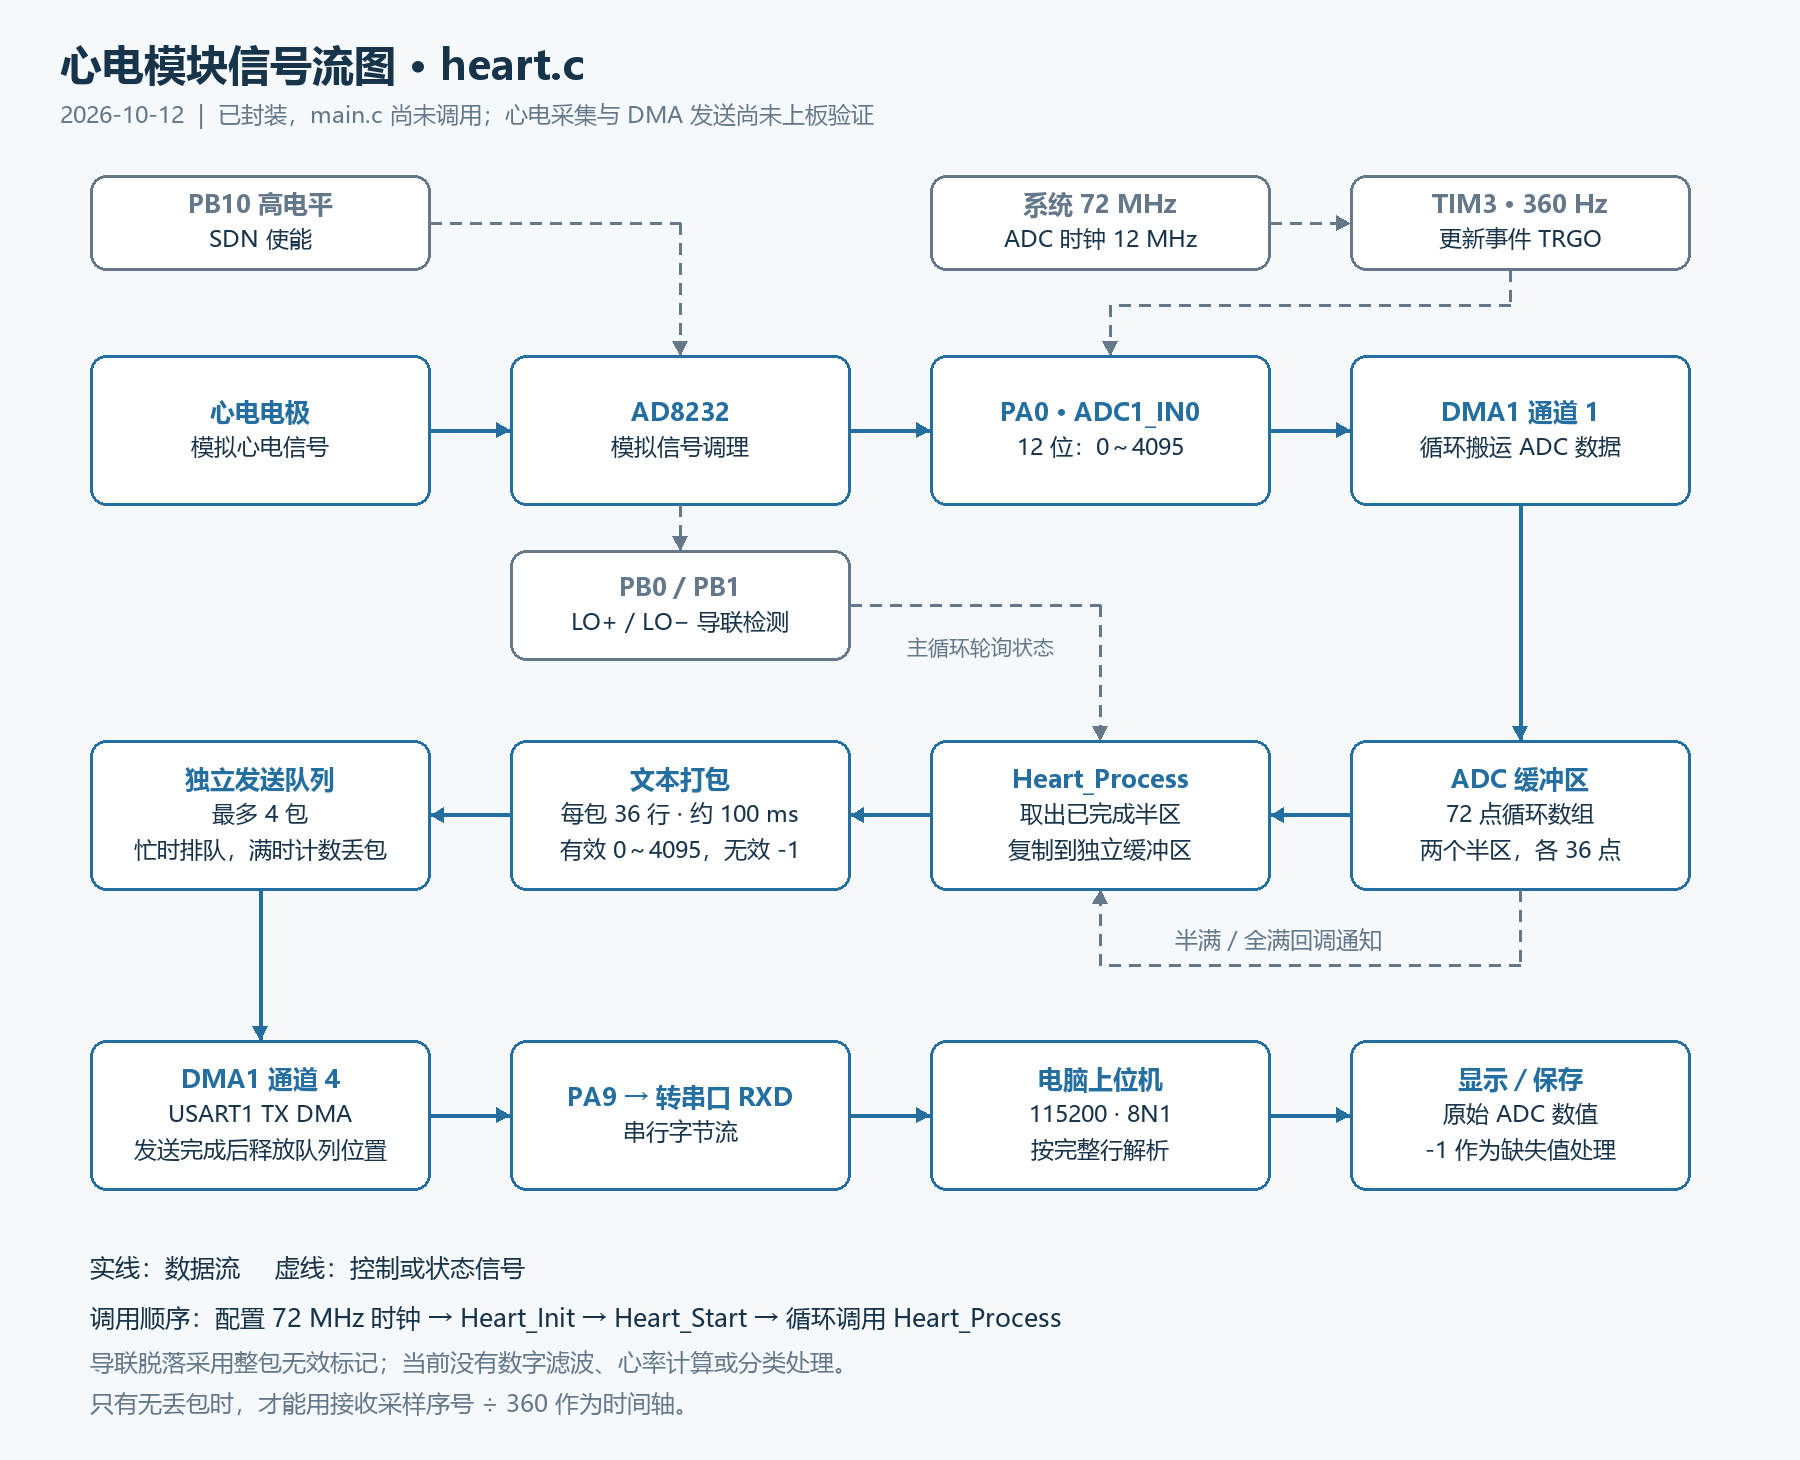 心电模块信号流图 • heart.c
2026-10-12 | 已封装，main.c 尚未调用；心电采集与 DMA 发送尚未上板验证
PB10 高电平
SDN 使能
系统 72 MHz
ADC 时钟 12 MHz
TIM3 • 360 Hz
更新事件 TRGO
心电电极
模拟心电信号
AD8232
模拟信号调理
PA0 • ADC1_IN0
12 位：0～4095
DMA1 通道 1
循环搬运 ADC 数据
PB0 / PB1
LO+ / LO− 导联检测
主循环轮询状态
独立发送队列
最多 4 包
忙时排队，满时计数丢包
文本打包
每包 36 行 · 约 100 ms
有效 0～4095，无效 -1
Heart_Process
取出已完成半区
复制到独立缓冲区
ADC 缓冲区
72 点循环数组
两个半区，各 36 点
半满 / 全满回调通知
DMA1 通道 4
USART1 TX DMA
发送完成后释放队列位置
PA9 → 转串口 RXD
串行字节流
电脑上位机
115200 · 8N1
按完整行解析
显示 / 保存
原始 ADC 数值
-1 作为缺失值处理
实线：数据流 虚线：控制或状态信号
调用顺序：配置 72 MHz 时钟 → Heart_Init → Heart_Start → 循环调用 Heart_Process
导联脱落采用整包无效标记；当前没有数字滤波、心率计算或分类处理。
只有无丢包时，才能用接收采样序号 ÷ 360 作为时间轴。